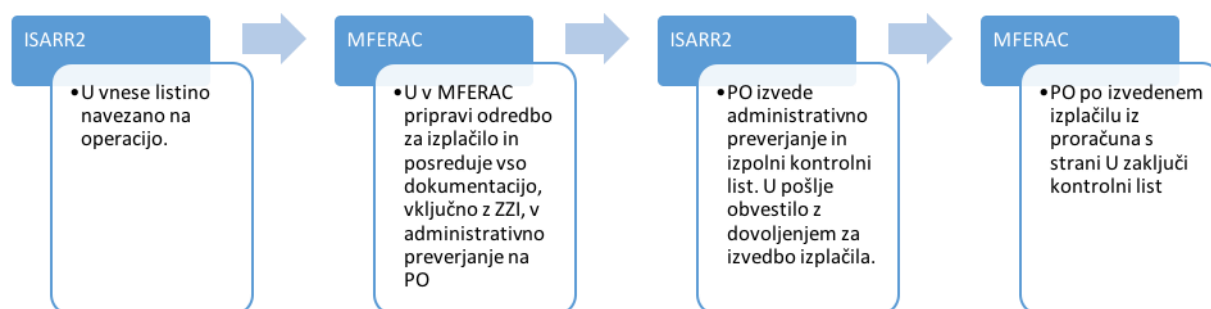 ISARR2
•U vnese listino
navezano na
operacijo.
MFERAC
•U v MFERAC
pripravi odredbo
za izplačilo in
posreduje vso
dokumentacijo,
vključno z ZZI, v
administrativno
preverjanje na
PO
ISARR2
•PO izvede
administrativno
preverjanje in
izpolni kontrolni
list. U pošlje
obvestilo z
dovoljenjem za
izvedbo izplačila.
MFERAC
•PO po izvedenem
izplačilu iz
proračuna s
strani U zaključi
kontrolni list